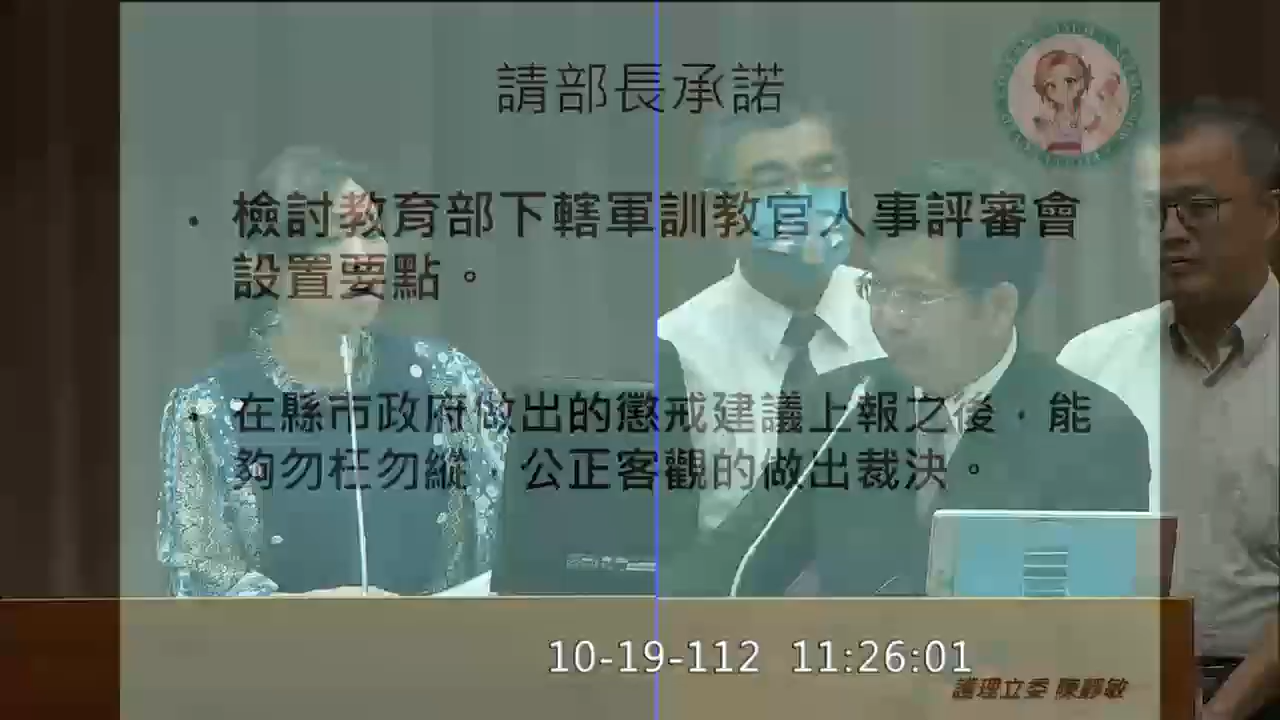 請部長承諾
• 檢討教育部下轄軍訓教官人事評審會
設置要點。
• 在縣市政府做出的懲戒建議上報之後，能
夠勿枉勿縱，公正客觀的做出裁決。
10-19-112 11:26:01
護理立委 陳靜敏